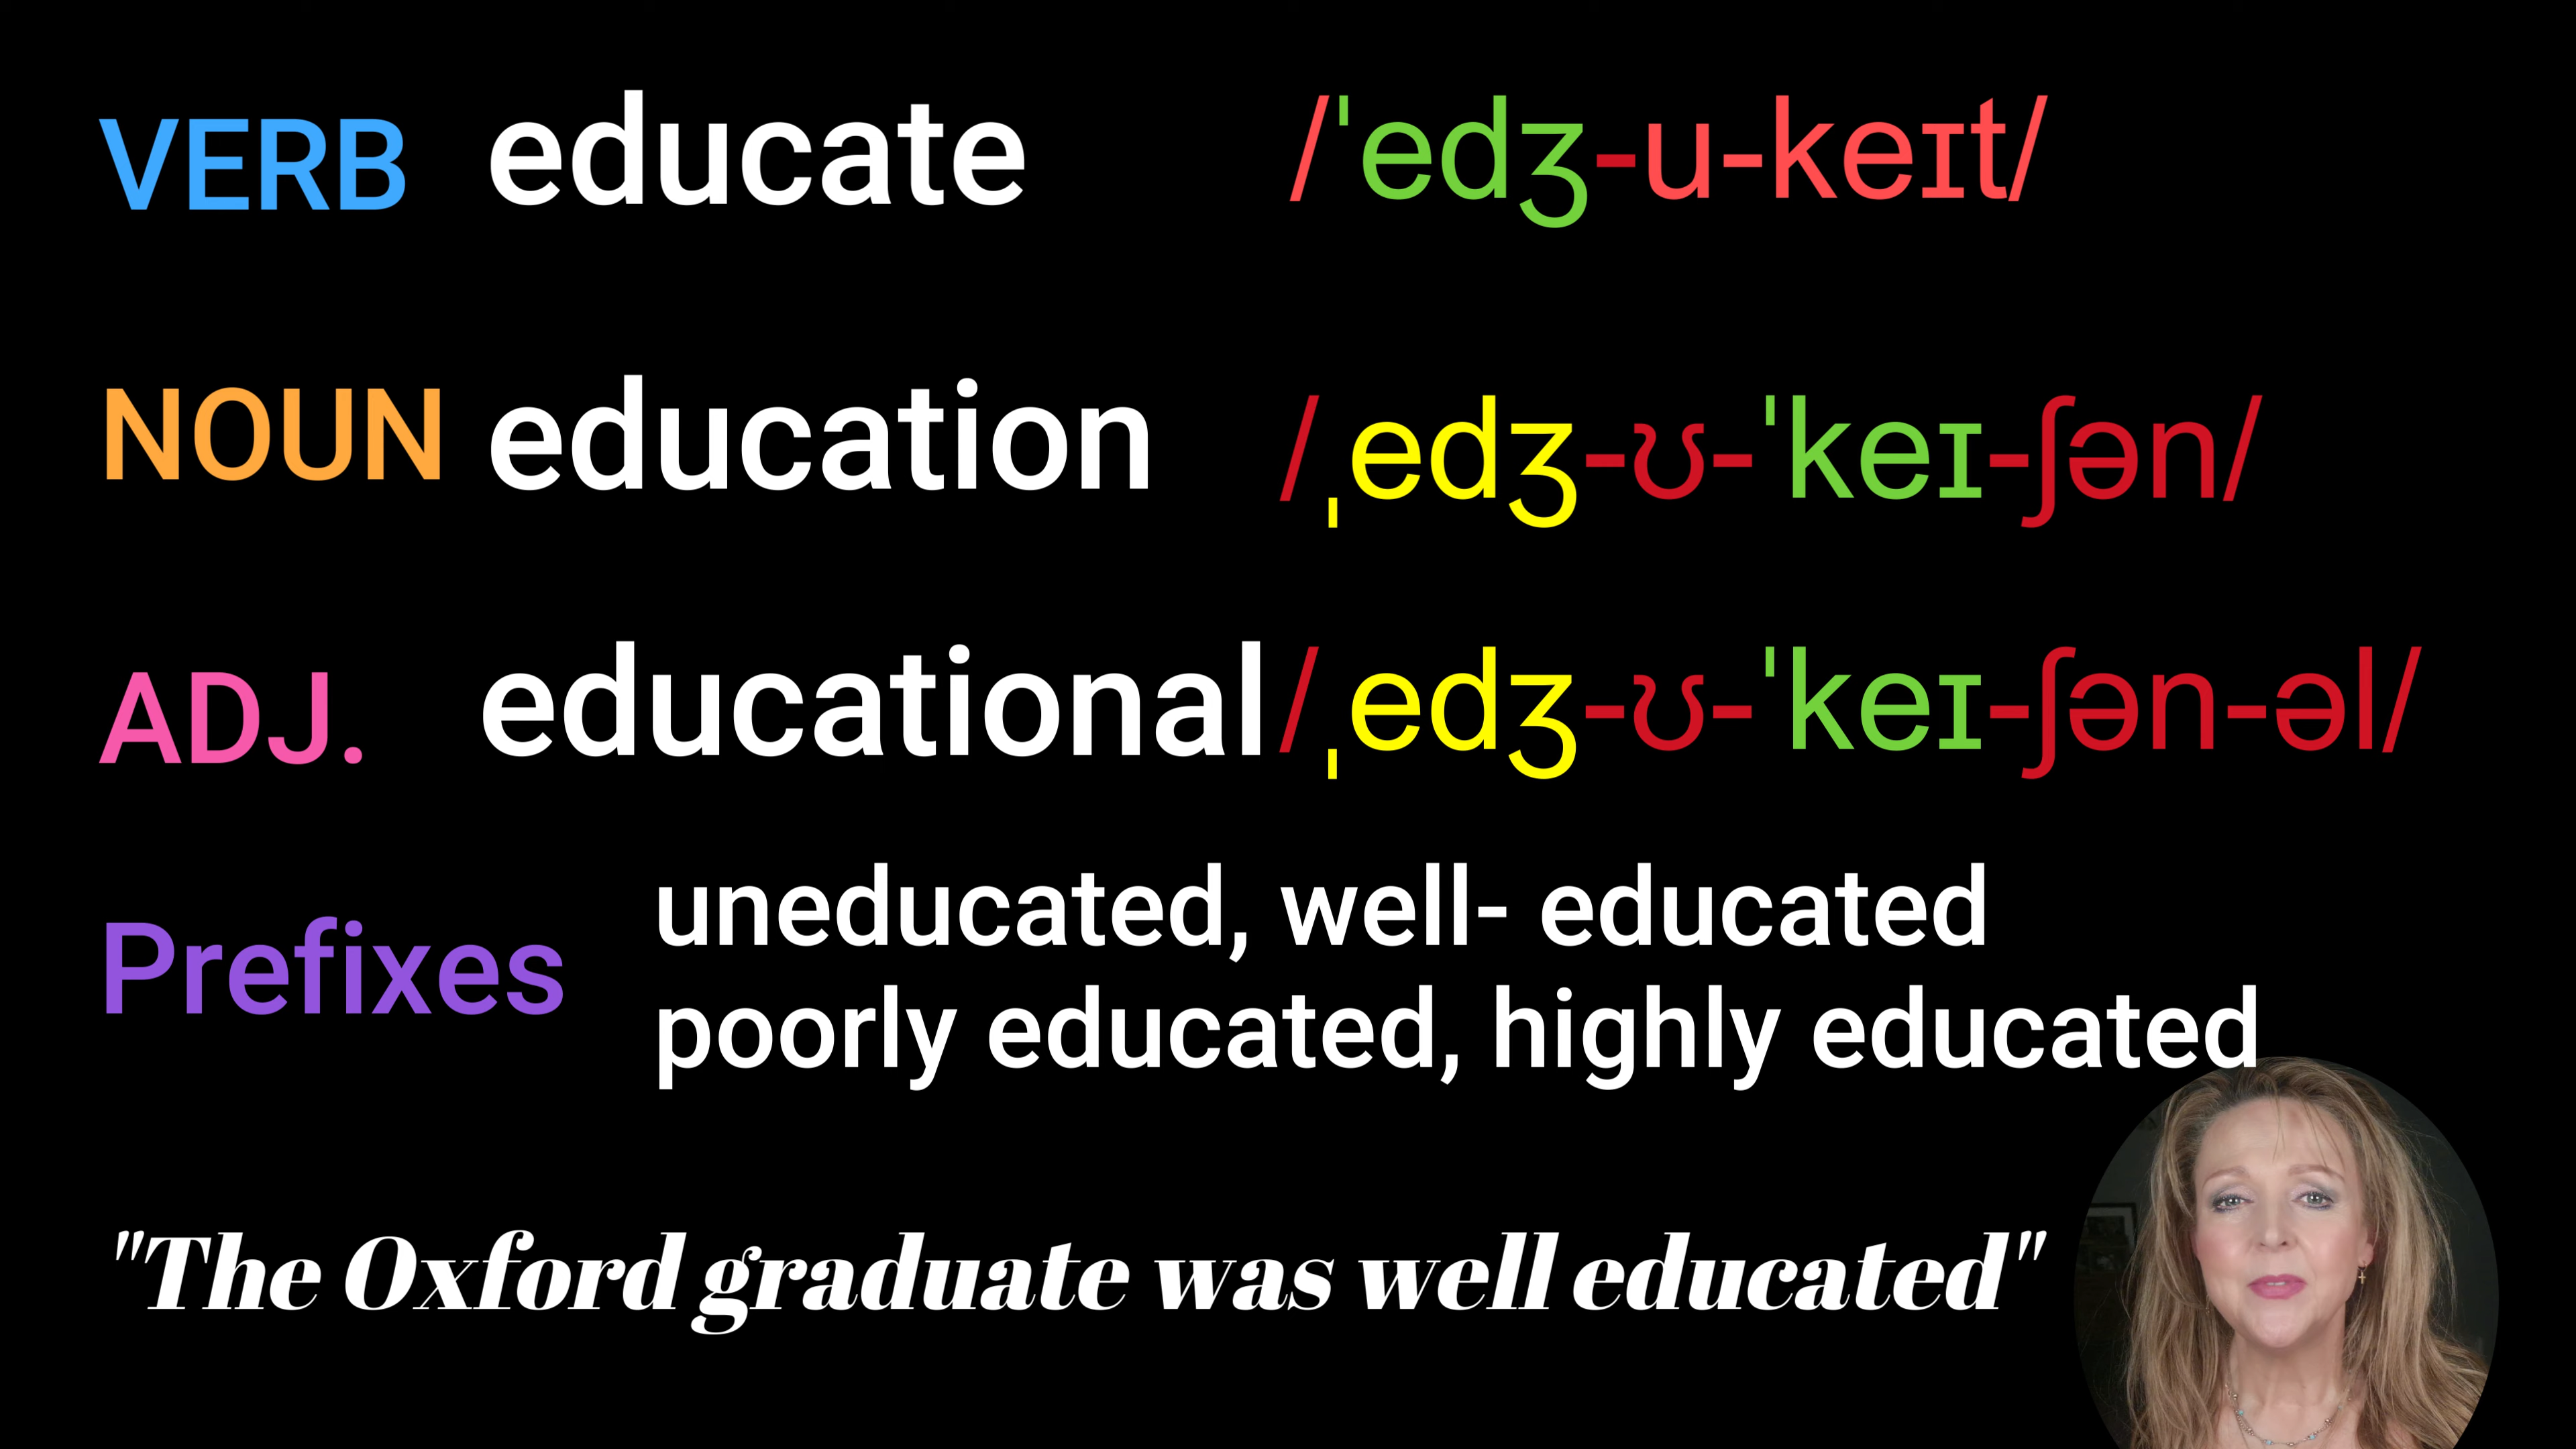 VERB educate /ˈedʒ-u-keɪt/
NOUN education /ˌedʒ-ʊ-ˈkeɪ-ʃən/
ADJ. educational /ˌedʒ-ʊ-ˈkeɪ-ʃən-əl/
Prefixes uneducated, well- educated
poorly educated, highly educated
"The Oxford graduate was well educated"